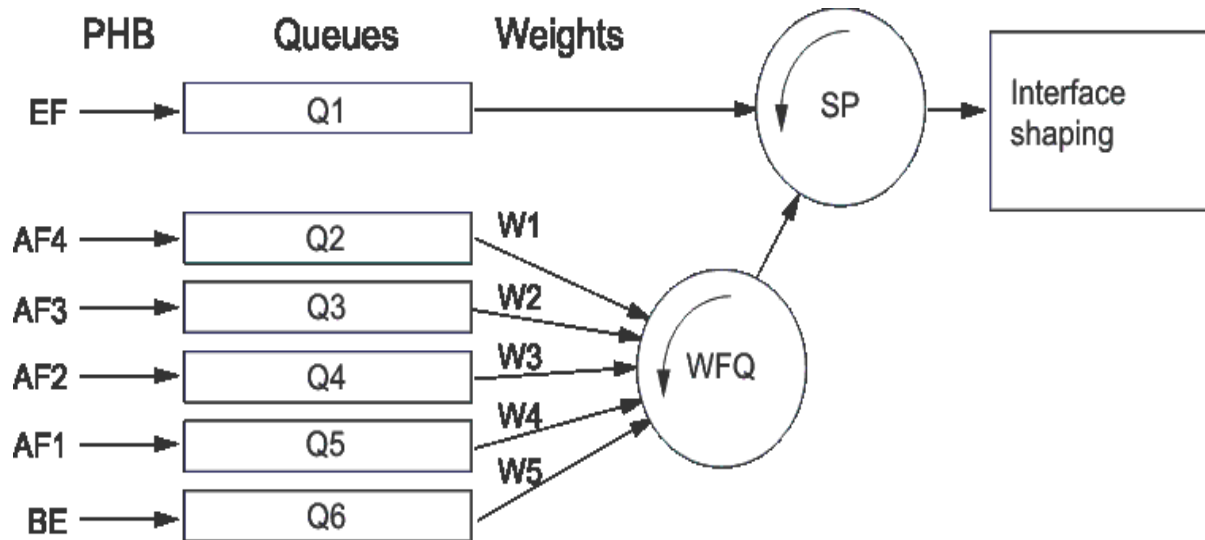 PHB Queues Weights
EF Q1 SP Interface
shaping
AF4 Q2 W1
AF3 Q3 W2
AF2 Q4 W3 WFQ
AF1 Q5 W4
BE Q6 W5